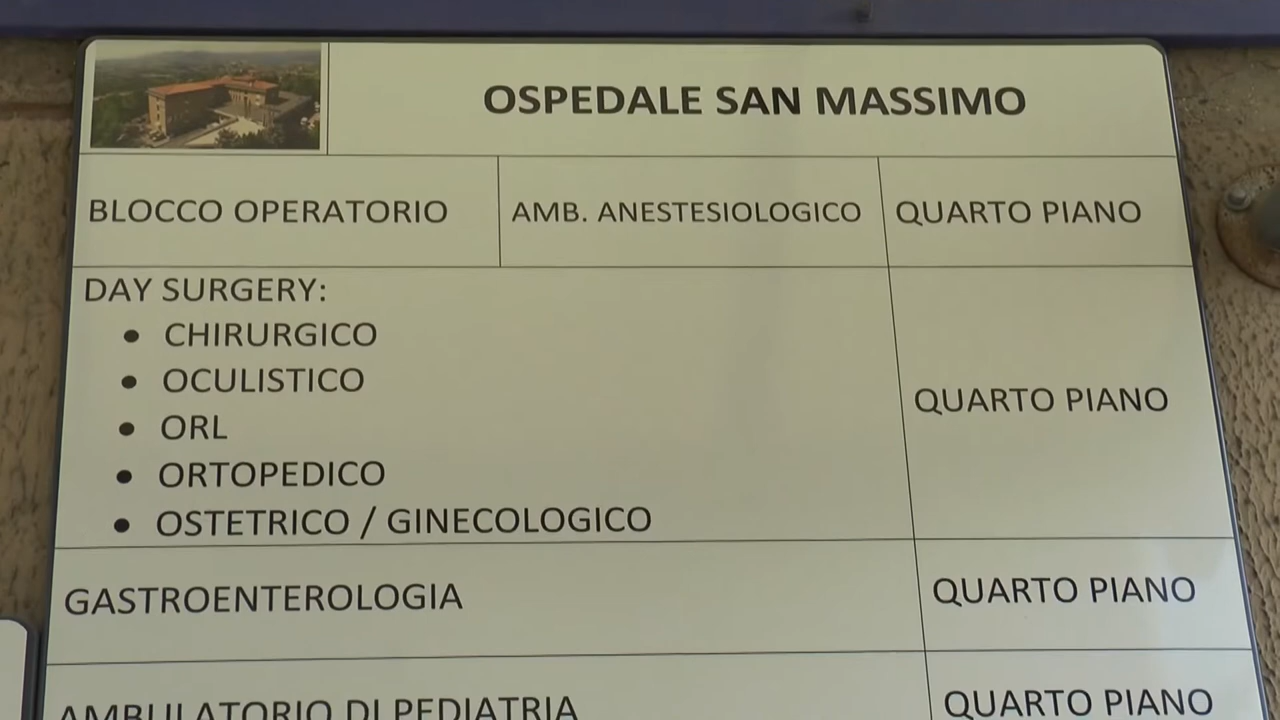 OSPEDALE SAN MASSIMO
BLOCCO OPERATORIO
AMB. ANESTESIOLOGICO
QUARTO PIANO
DAY SURGERY:
• CHIRURGICO
• OCULISTICO
• ORL
• ORTOPEDICO
• OSTETRICO / GINECOLOGICO
QUARTO PIANO
GASTROENTEROLOGIA
QUARTO PIANO
AMBULATORIO DI PEDIATRIA
QUARTO PIANO